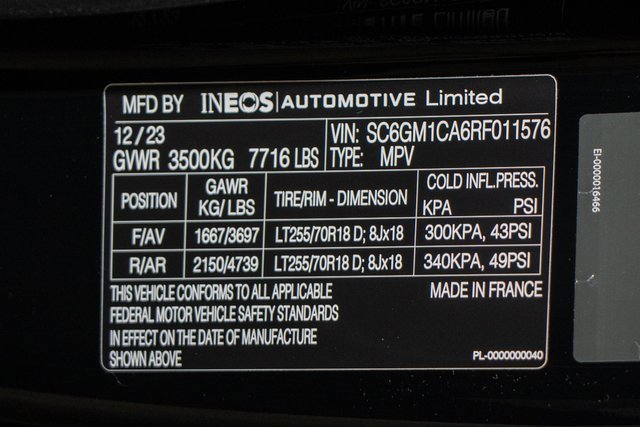 MFD BY INEOS | AUTOMOTIVE Limited
12 / 23 VIN: SC6GM1CA6RF011576
GVWR 3500KG 7716 LBS TYPE: MPV
POSITION GAWR KG/ LBS TIRE/RIM - DIMENSION COLD INFL.PRESS. KPA PSI
F/AV 1667/3697 LT255/70R18 D; 8Jx18 300KPA, 43PSI
R/AR 2150/4739 LT255/70R18 D; 8Jx18 340KPA, 49PSI
THIS VEHICLE CONFORMS TO ALL APPLICABLE MADE IN FRANCE
FEDERAL MOTOR VEHICLE SAFETY STANDARDS
IN EFFECT ON THE DATE OF MANUFACTURE
SHOWN ABOVE PL-0000000040
EI-0000016466